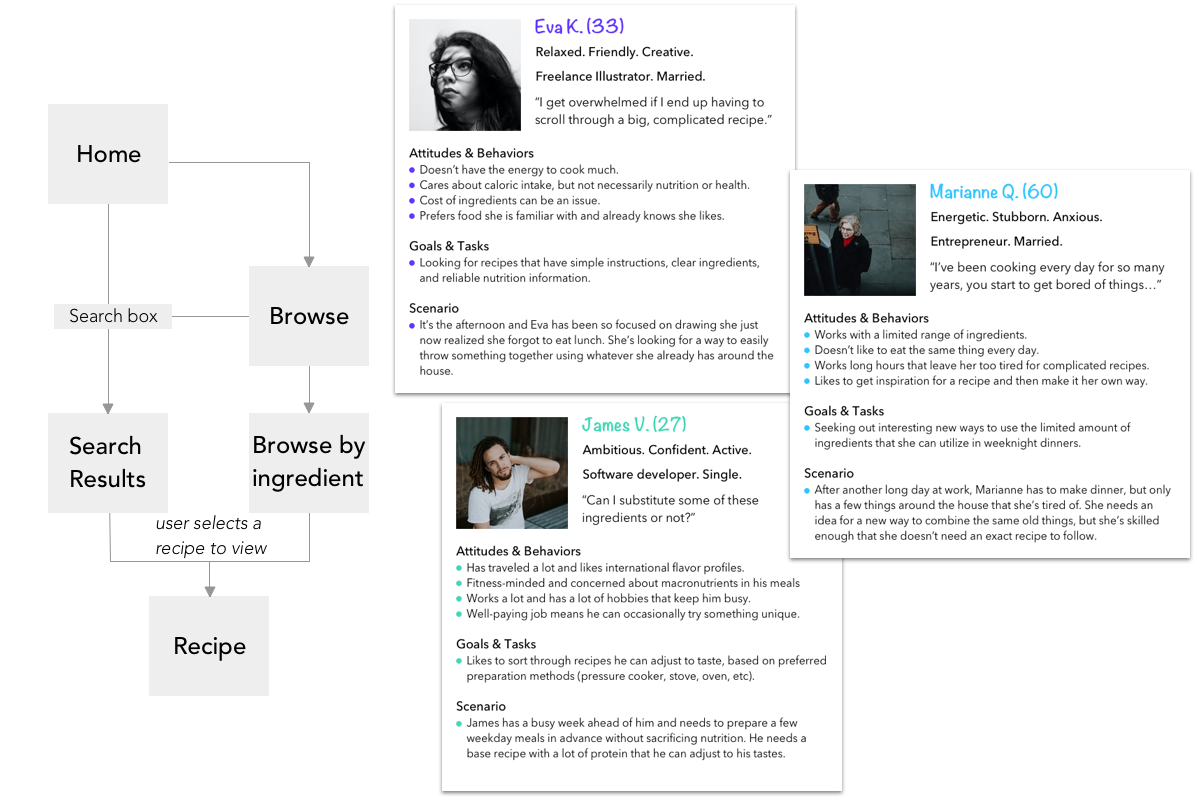 Home
Search box
Browse
Search
Results
Browse by
ingredient
user selects a
recipe to view
Recipe
Eva K. (33)
Relaxed. Friendly. Creative.
Freelance Illustrator. Married.
“I get overwhelmed if I end up having to
scroll through a big, complicated recipe.”
Attitudes & Behaviors
Doesn’t have the energy to cook much.
Cares about caloric intake, but not necessarily nutrition or health.
Cost of ingredients can be an issue.
Prefers food she is familiar with and already knows she likes.
Goals & Tasks
Looking for recipes that have simple instructions, clear ingredients,
and reliable nutrition information.
Scenario
It’s the afternoon and Eva has been so focused on drawing she just
now realized she forgot to eat lunch. She’s looking for a way to easily
throw something together using whatever she already has around the
house.
Marianne Q. (60)
Energetic. Stubborn. Anxious.
Entrepreneur. Married.
“I’ve been cooking every day for so many
years, you start to get bored of things…”
Attitudes & Behaviors
Works with a limited range of ingredients.
Doesn’t like to eat the same thing every day.
Works long hours that leave her too tired for complicated recipes.
Likes to get inspiration for a recipe and then make it her own way.
Goals & Tasks
Seeking out interesting new ways to use the limited amount of
ingredients that she can utilize in weeknight dinners.
Scenario
After another long day at work, Marianne has to make dinner, but only
has a few things around the house that she’s tired of. She needs an
idea for a new way to combine the same old things, but she’s skilled
enough that she doesn’t need an exact recipe to follow.
James V. (27)
Ambitious. Confident. Active.
Software developer. Single.
“Can I substitute some of these
ingredients or not?”
Attitudes & Behaviors
Has traveled a lot and likes international flavor profiles.
Fitness-minded and concerned about macronutrients in his meals
Works a lot and has a lot of hobbies that keep him busy.
Well-paying job means he can occasionally try something unique.
Goals & Tasks
Likes to sort through recipes he can adjust to taste, based on preferred
preparation methods (pressure cooker, stove, oven, etc).
Scenario
James has a busy week ahead of him and needs to prepare a few
weekday meals in advance without sacrificing nutrition. He needs a
base recipe with a lot of protein that he can adjust to his tastes.